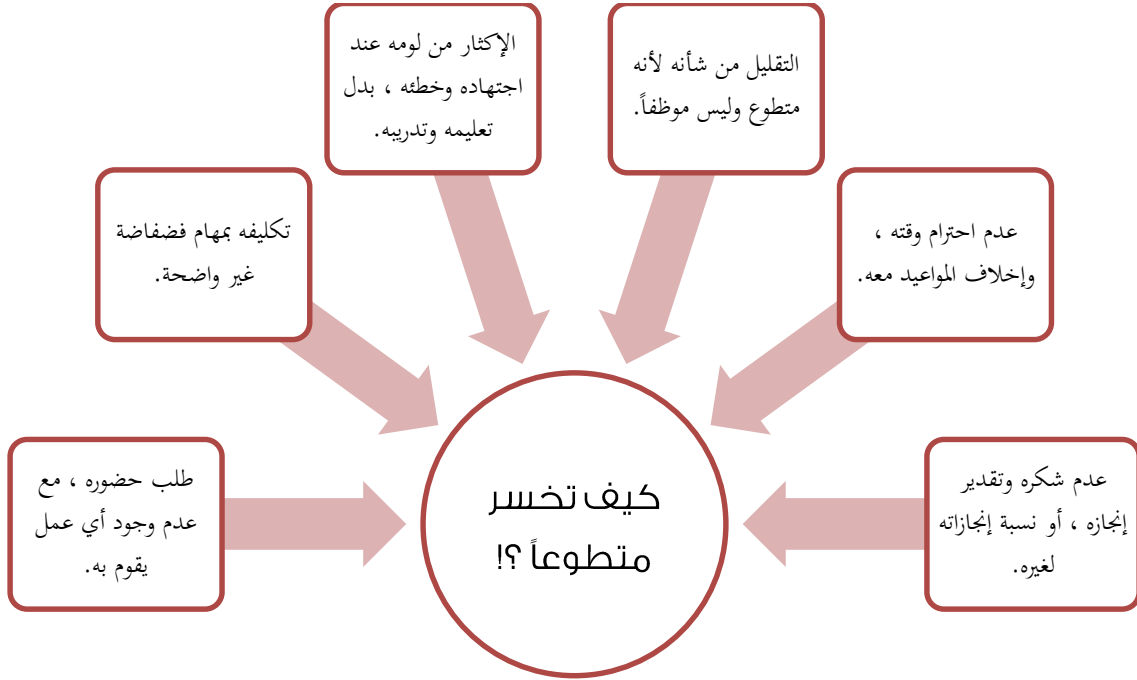 التقليل من شأنه لأنه
متطوع وليس موظفاً.
الإكثار من لومه عند
اجتهاده وخطئه ، بدل
تعليمه وتدريبه.
عدم احترام وقته ،
وإخلاف المواعيد معه.
تكليفه بمهام فضفاضة
غير واضحة.
عدم شكره وتقدير
إنجازه ، أو نسبة إنجازاته
لغيره.
طلب حضوره ، مع
عدم وجود أي عمل
يقوم به.
كيف تخسر
متطوعاً ؟!